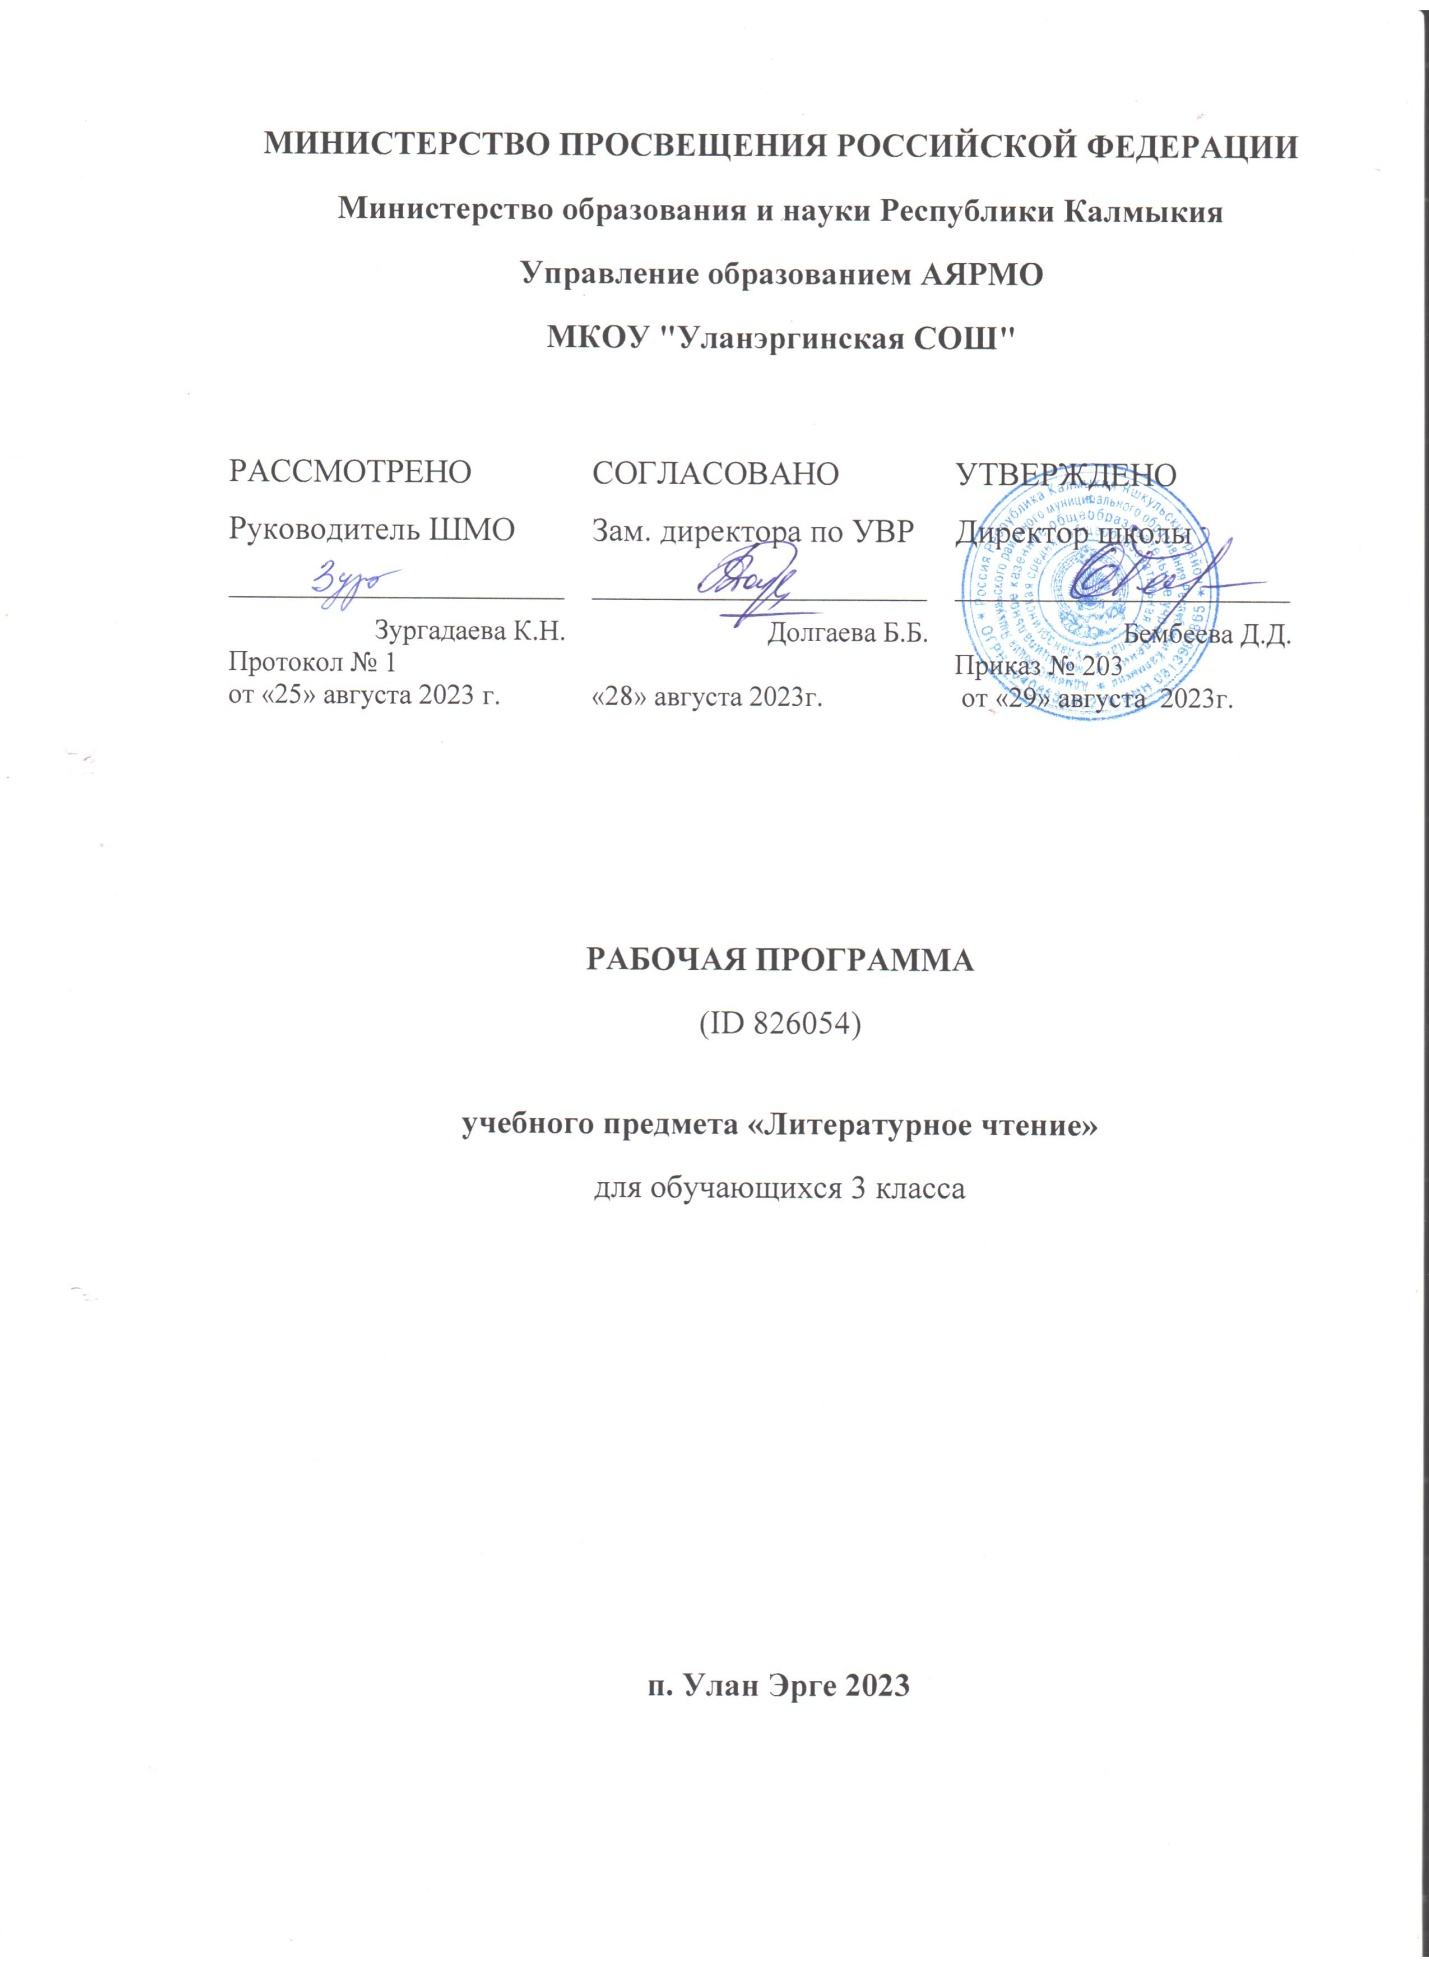 МИНИСТЕРСТВО ПРОСВЕЩЕНИЯ РОССИЙСКОЙ ФЕДЕРАЦИИ
Министерство образования и науки Республики Калмыкия
Управление образованием АЯРМО
МКОУ "Уланэргинская СОШ"
РАССМОТРЕНО
Руководитель ШМО
Зургадаева К.Н.
Протокол № 1
от «25» августа 2023 г.
СОГЛАСОВАНО
Зам. директора по УВР
Долгаева Б.Б.
«28» августа 2023г.
УТВЕРЖДЕНО
Директор школы
Бембеева Д.Д.
Приказ № 203
от «29» августа 2023г.
РАБОЧАЯ ПРОГРАММА
(ID 826054)
учебного предмета «Литературное чтение»
для обучающихся 3 класса
п. Улан Эрге 2023